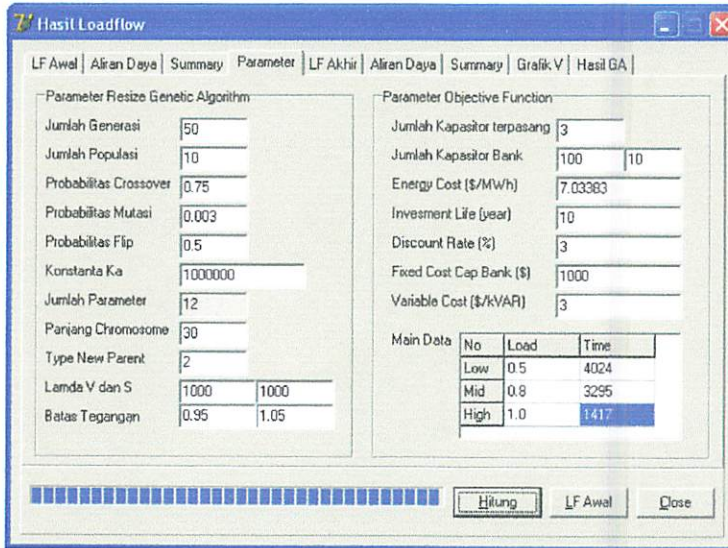 Hasil Loadflow
LF Awal Aliran Daya Summary Parameter LF Akhir Aliran Daya Summary Grafik V Hasil GA
Parameter Resize Genetic Algorithm
Jumlah Generasi 50
Jumlah Populasi 10
Probabilitas Crossover 0.75
Probabilitas Mutasi 0.003
Probabilitas Flip 0.5
Konstanta Ka 1000000
Jumlah Parameter 12
Panjang Chromosome 30
Type New Parent 2
Lamda V dan S 1000 1000
Batas Tegangan 0.95 1.05
Parameter Objective Function
Jumlah Kapasitor terpasang 3
Jumlah Kapasitor Bank 100 10
Energy Cost ($/MWh) 7.03383
Invesment Life (year) 10
Discount Rate (%) 3
Fixed Cost Cap Bank ($) 1000
Variable Cost ($/kVAR) 3
Main Data
No Load Time
Low 0.5 4024
Mid 0.8 3295
High 1.0 1417
Hitung LF Awal Close